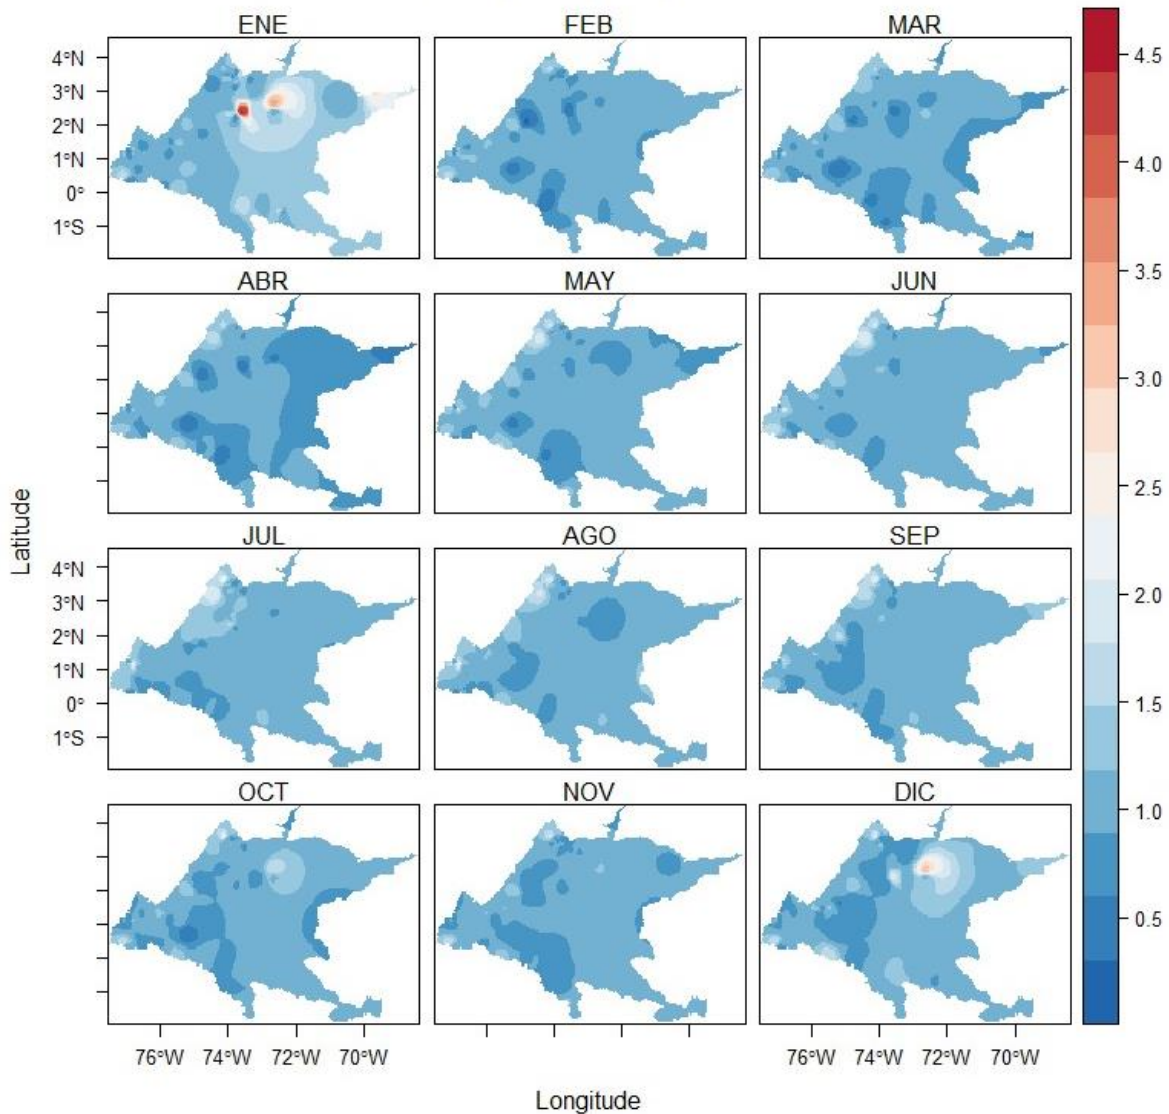 ENE FEB MAR
4°N
3°N
2°N
1°N
0°
1°S
ABR MAY JUN
JUL AGO SEP
4°N
3°N
2°N
1°N
0°
1°S
OCT NOV DIC
76°W 74°W 72°W 70°W 76°W 74°W 72°W 70°W
Longitude
Latitude
4.5
4.0
3.5
3.0
2.5
2.0
1.5
1.0
0.5